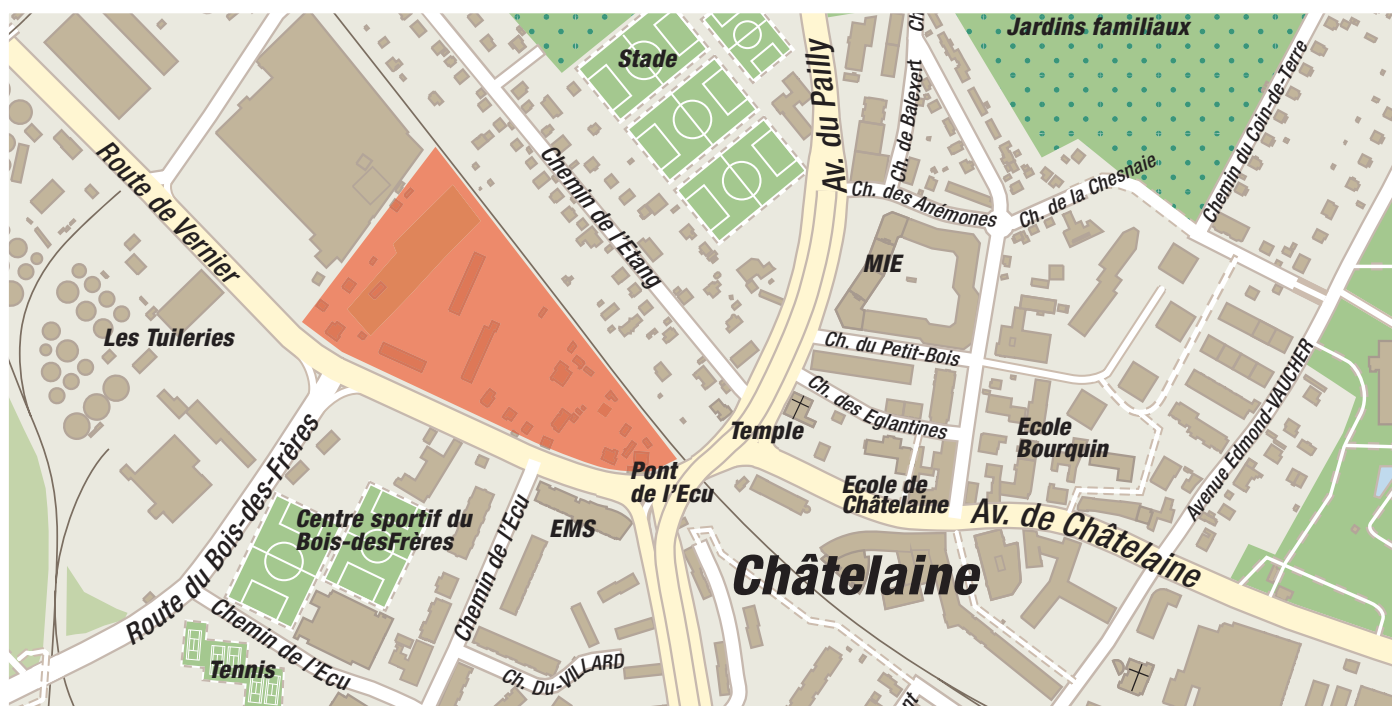 Jardins familiaux
Stade
Av. du Pailly
Ch. de Balexert
Ch
Chemin du Coin-de-Terre
Route de Vernier
Chemin de l'Etang
Ch. des Anémones
Ch. de la Chesnaie
MIE
Les Tuileries
Ch. du Petit-Bois
Ch. des Eglantines
Temple
Ecole
Bourquin
Avenue Edmond-VAUCHER
Pont
de l'Ecu
Ecole de
Châtelaine
Av. de Châtelaine
Centre sportif du
Bois-desFrères
EMS
Route du Bois-des-Frères
Chemin de l'Ecu
Châtelaine
Chemin de l'Ecu
Tennis
Ch. Du-VILLARD